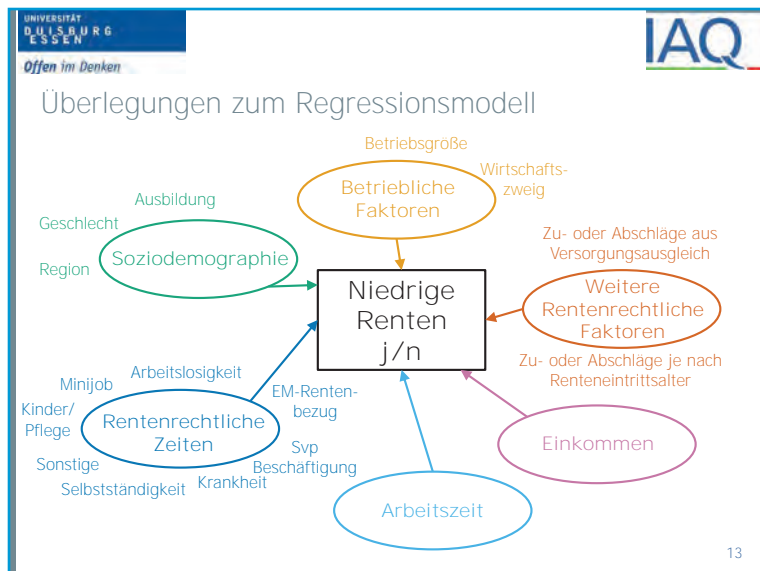 UNIVERSITÄT
DUISBURG
ESSEN
Offen im Denken
IAQ
Überlegungen zum Regressionsmodell
Betriebsgröße
Wirtschafts-
zweig
Betriebliche
Faktoren
Ausbildung
Geschlecht
Region
Soziodemographie
Zu- oder Abschläge aus
Versorgungsausgleich
Weitere
Rentenrechtliche
Faktoren
Zu- oder Abschläge je nach
Renteneintrittsalter
Niedrige
Renten
j/n
Arbeitslosigkeit
Minijob
EM-Renten-
bezug
Kinder/
Pflege
Rentenrechtliche
Zeiten
Svp
Beschäftigung
Sonstige
Krankheit
Selbstständigkeit
Einkommen
Arbeitszeit
13